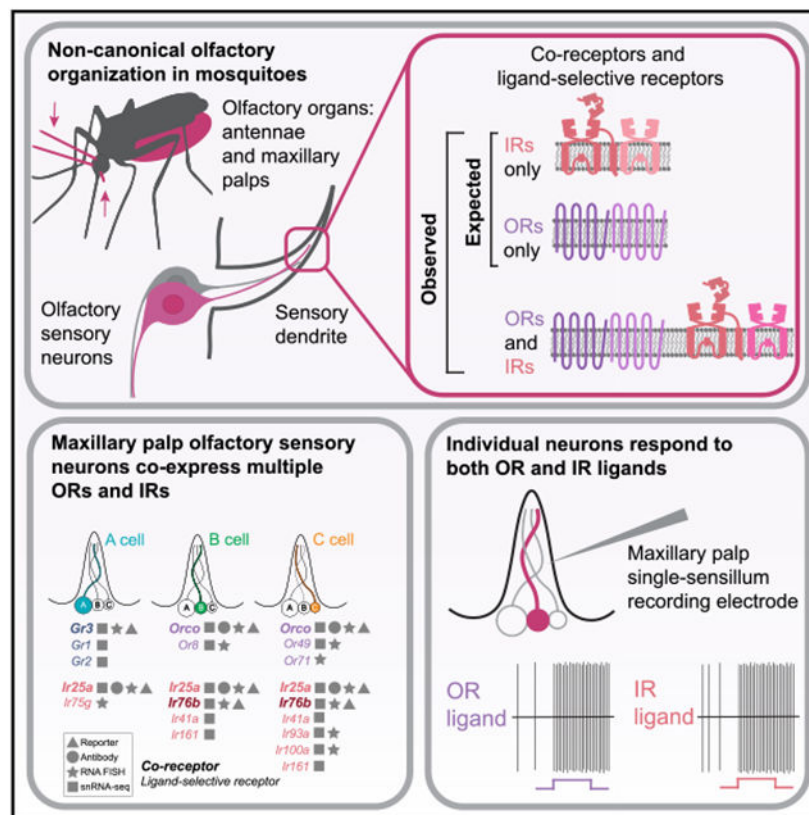 Non-canonical olfactory
organization in mosquitoes
Olfactory organs:
antennae
and maxillary
palps
Olfactory
sensory
neurons
Sensory
dendrite
Co-receptors and
ligand-selective receptors
Observed
Expected
IRs
only
ORs
only
ORs
and
IRs
Maxillary palp olfactory sensory
neurons co-express multiple
ORs and IRs
A cell
A B C
Gr3
Gr1
Gr2
Ir25a
Ir75g
B cell
A B C
Orco
Or8
Ir25a
Ir76b
Ir41a
Ir161
C cell
A B C
Orco
Or49
Or71
Ir25a
Ir76b
Ir41a
Ir93a
Ir100a
Ir161
Reporter
Antibody
RNA FISH
snRNA-seq
Co-receptor
Ligand-selective receptor
Individual neurons respond to
both OR and IR ligands
Maxillary palp
single-sensillum
recording electrode
OR
ligand
IR
ligand